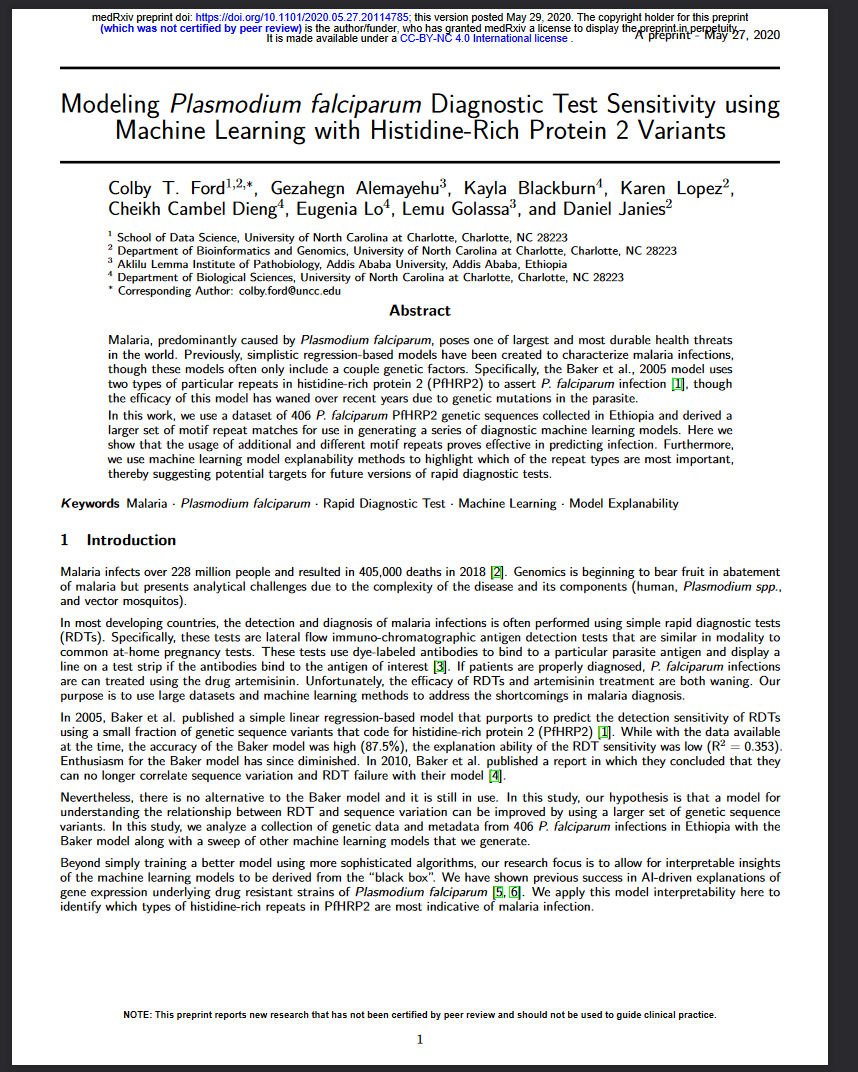 medRxiv preprint doi: https://doi.org/10.1101/2020.05.27.20114785; this version posted May 29, 2020. The copyright holder for this preprint
(which was not certified by peer review) is the author/funder, who has granted medRxiv a license to display the preprint in perpetuity.
It is made available under a CC-BY-NC 4.0 International license .
A preprint - May 27, 2020
Modeling Plasmodium falciparum Diagnostic Test Sensitivity using
Machine Learning with Histidine-Rich Protein 2 Variants
Colby T. Ford1,2,*, Gezahegn Alemayehu3, Kayla Blackburn4, Karen Lopez2,
Cheikh Cambel Dieng4, Eugenia Lo4, Lemu Golassa3, and Daniel Janies2
1 School of Data Science, University of North Carolina at Charlotte, Charlotte, NC 28223
2 Department of Bioinformatics and Genomics, University of North Carolina at Charlotte, Charlotte, NC 28223
3 Aklilu Lemma Institute of Pathobiology, Addis Ababa University, Addis Ababa, Ethiopia
4 Department of Biological Sciences, University of North Carolina at Charlotte, Charlotte, NC 28223
* Corresponding Author: colby.ford@uncc.edu
Abstract
Malaria, predominantly caused by Plasmodium falciparum, poses one of largest and most durable health threats
in the world. Previously, simplistic regression-based models have been created to characterize malaria infections,
though these models often only include a couple genetic factors. Specifically, the Baker et al., 2005 model uses
two types of particular repeats in histidine-rich protein 2 (PfHRP2) to assert P. falciparum infection [1], though
the efficacy of this model has waned over recent years due to genetic mutations in the parasite.
In this work, we use a dataset of 406 P. falciparum PfHRP2 genetic sequences collected in Ethiopia and derived a
larger set of motif repeat matches for use in generating a series of diagnostic machine learning models. Here we
show that the usage of additional and different motif repeats proves effective in predicting infection. Furthermore,
we use machine learning model explanability methods to highlight which of the repeat types are most important,
thereby suggesting potential targets for future versions of rapid diagnostic tests.
Keywords Malaria · Plasmodium falciparum · Rapid Diagnostic Test · Machine Learning · Model Explanability
1 Introduction
Malaria infects over 228 million people and resulted in 405,000 deaths in 2018 [2]. Genomics is beginning to bear fruit in abatement
of malaria but presents analytical challenges due to the complexity of the disease and its components (human, Plasmodium spp.,
and vector mosquitos).
In most developing countries, the detection and diagnosis of malaria infections is often performed using simple rapid diagnostic tests
(RDTs). Specifically, these tests are lateral flow immuno-chromatographic antigen detection tests that are similar in modality to
common at-home pregnancy tests. These tests use dye-labeled antibodies to bind to a particular parasite antigen and display a
line on a test strip if the antibodies bind to the antigen of interest [3]. If patients are properly diagnosed, P. falciparum infections
are can treated using the drug artemisinin. Unfortunately, the efficacy of RDTs and artemisinin treatment are both waning. Our
purpose is to use large datasets and machine learning methods to address the shortcomings in malaria diagnosis.
In 2005, Baker et al. published a simple linear regression-based model that purports to predict the detection sensitivity of RDTs
using a small fraction of genetic sequence variants that code for histidine-rich protein 2 (PfHRP2) [1]. While with the data available
at the time, the accuracy of the Baker model was high (87.5%), the explanation ability of the RDT sensitivity was low (R2 = 0.353).
Enthusiasm for the Baker model has since diminished. In 2010, Baker et al. published a report in which they concluded that they
can no longer correlate sequence variation and RDT failure with their model [4].
Nevertheless, there is no alternative to the Baker model and it is still in use. In this study, our hypothesis is that a model for
understanding the relationship between RDT and sequence variation can be improved by using a larger set of genetic sequence
variants. In this study, we analyze a collection of genetic data and metadata from 406 P. falciparum infections in Ethiopia with the
Baker model along with a sweep of other machine learning models that we generate.
Beyond simply training a better model using more sophisticated algorithms, our research focus is to allow for interpretable insights
of the machine learning models to be derived from the “black box”. We have shown previous success in AI-driven explanations of
gene expression underlying drug resistant strains of Plasmodium falciparum [5, 6]. We apply this model interpretability here to
identify which types of histidine-rich repeats in PfHRP2 are most indicative of malaria infection.
NOTE: This preprint reports new research that has not been certified by peer review and should not be used to guide clinical practice.
1